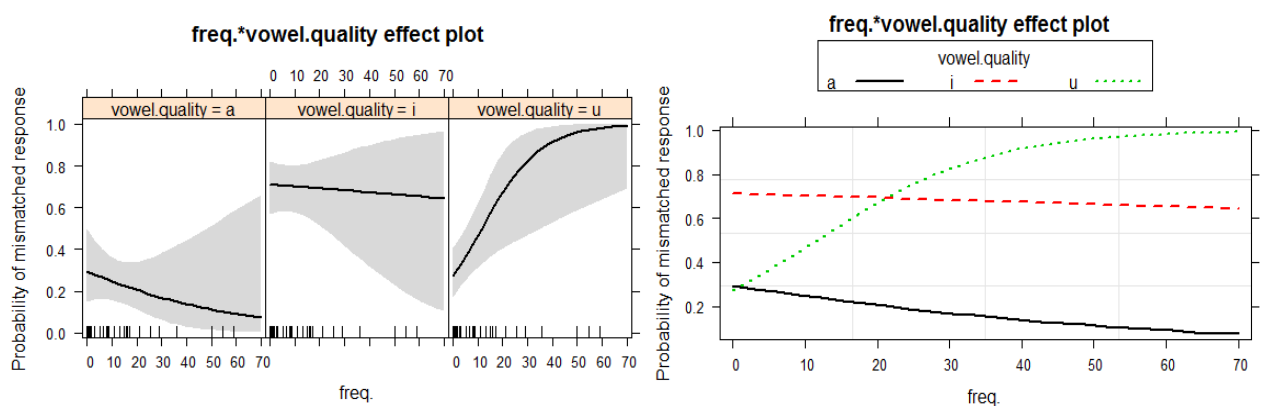 freq.*vowel.quality effect plot
0 10 20 30 40 50 60 70
vowel.quality = a vowel.quality = i vowel.quality = u
Probability of mismatched response
1.0
0.8
0.6
0.4
0.2
0.0
0 10 20 30 40 50 60 70 0 10 20 30 40 50 60 70
freq.
freq.*vowel.quality effect plot
vowel.quality
a i u
Probability of mismatched response
1.0
0.8
0.6
0.4
0.2
0 10 20 30 40 50 60 70
freq.